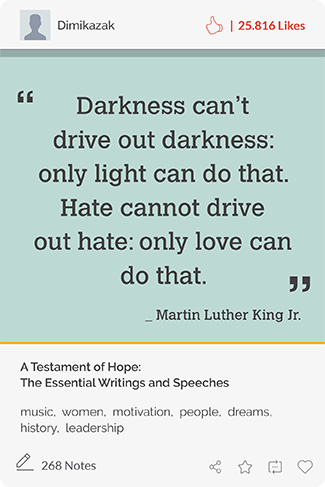 Dimikazak
| 25.816 Likes
“
Darkness can’t
drive out darkness:
only light can do that.
Hate cannot drive
out hate: only love can
do that.
”
_ Martin Luther King Jr.
A Testament of Hope:
The Essential Writings and Speeches
music, women, motivation, people, dreams,
history, leadership
268 Notes